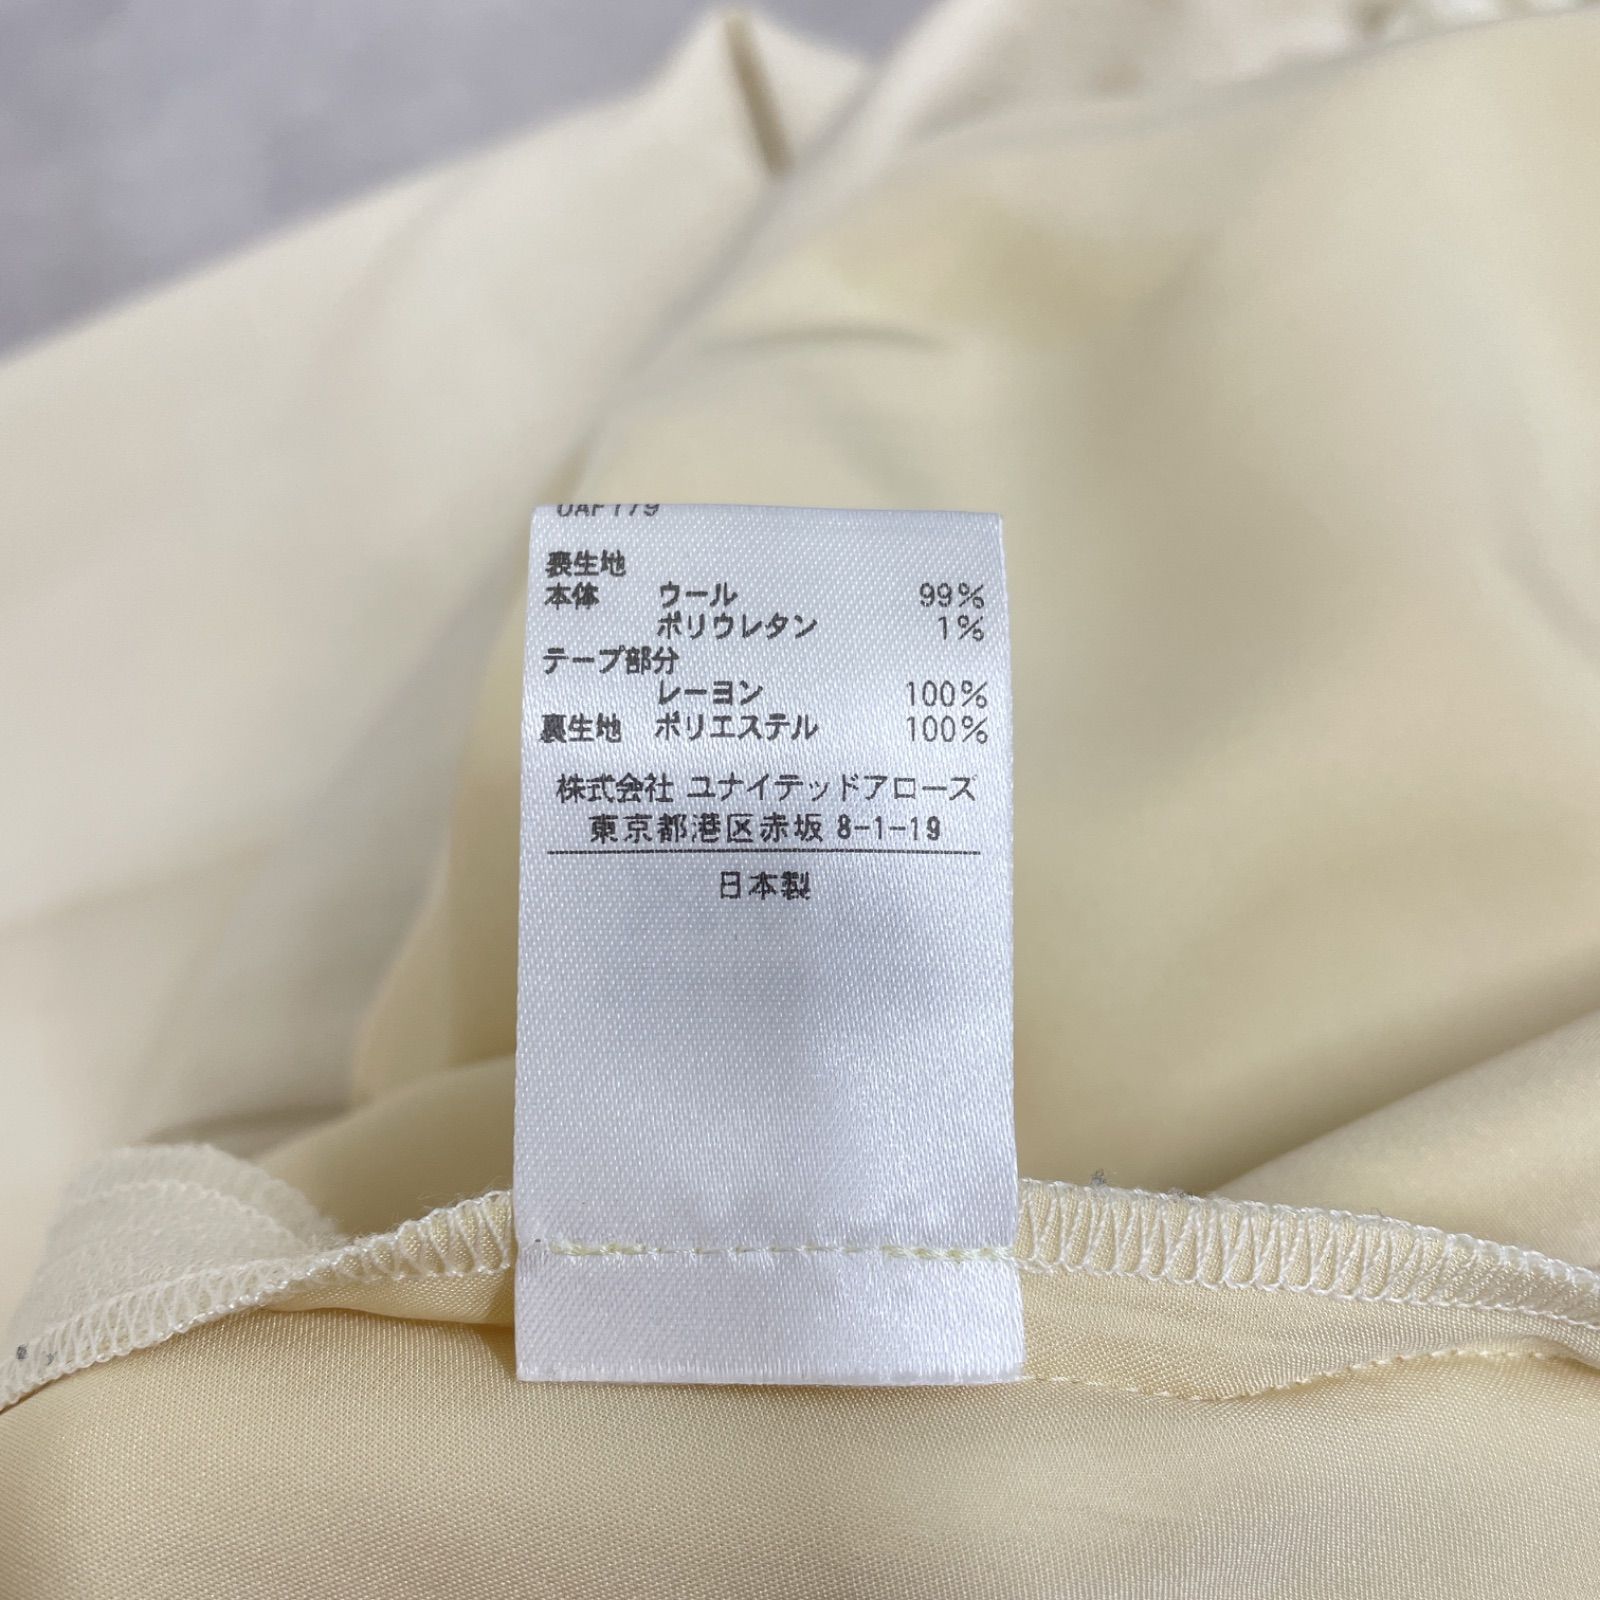 UAF179
表生地
本体 ウール 99%
ポリウレタン 1%
テープ部分
レーヨン 100%
裏生地 ポリエステル 100%
株式会社 ユナイテッドアローズ
東京都港区赤坂 8-1-19
日本製